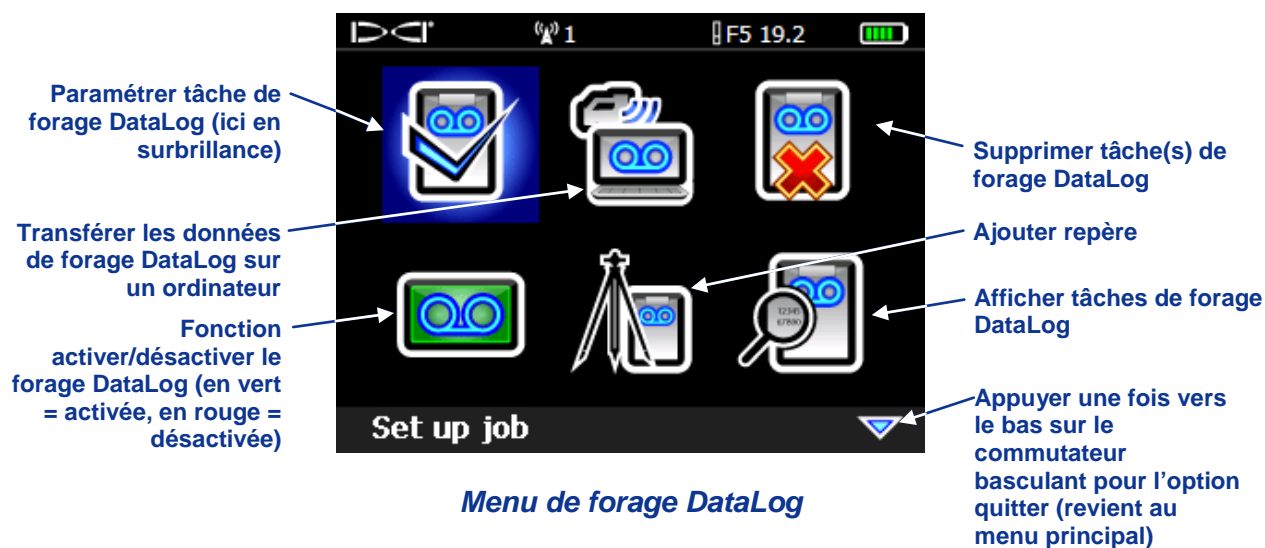 DCI
1
F5 19.2
Paramétrer tâche de
forage DataLog (ici en
surbrillance)
Transférer les données
de forage DataLog sur
un ordinateur
Fonction
activer/désactiver le
forage DataLog (en vert
= activée, en rouge =
désactivée)
Supprimer tâche(s) de
forage DataLog
Ajouter repère
Afficher tâches de forage
DataLog
Appuyer une fois vers
le bas sur le
commutateur
basculant pour l’option
quitter (revient au
menu principal)
12345
67890
Set up job
Menu de forage DataLog